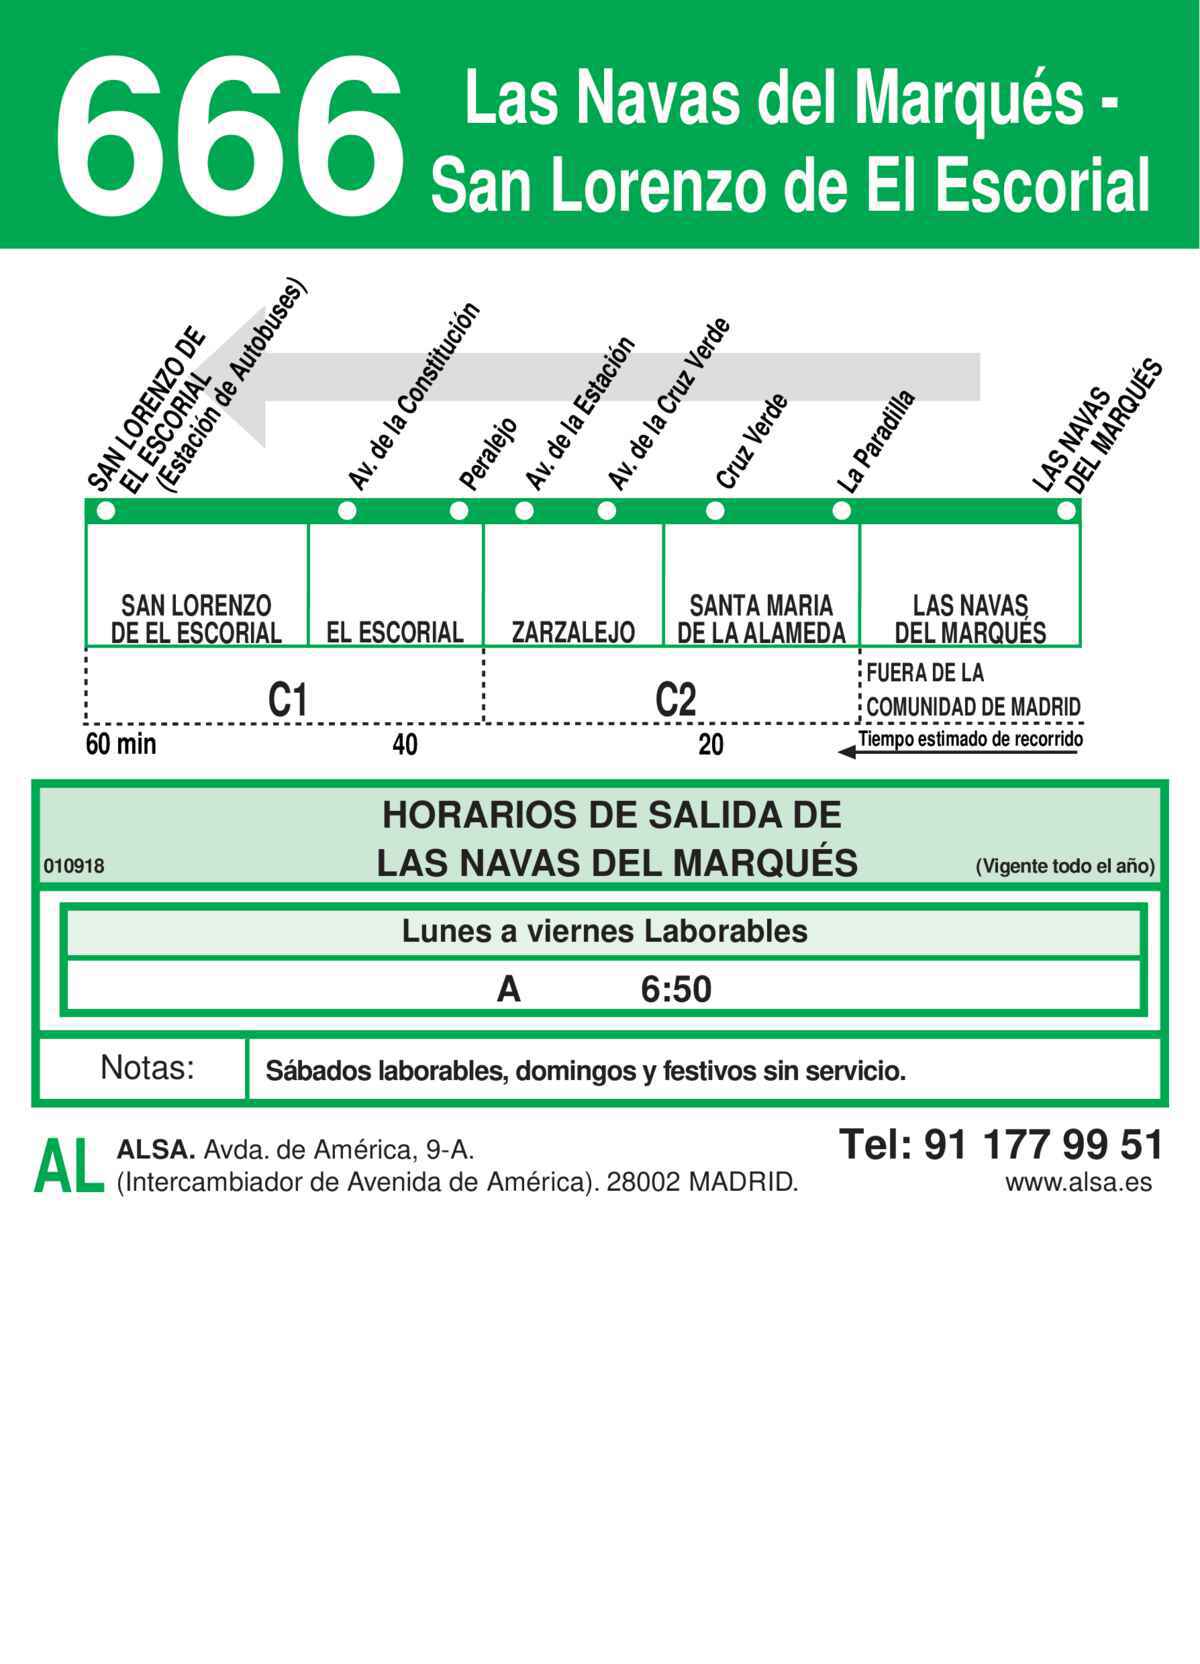 666
Las Navas del Marqués -
San Lorenzo de El Escorial
SAN LORENZO DE
EL ESCORIAL
(Estación de Autobuses)
Av. de la Constitución
Peralejo
Av. de la Estación
Av. de la Cruz Verde
Cruz Verde
La Paradilla
LAS NAVAS
DEL MARQUÉS
SAN LORENZO
DE EL ESCORIAL
EL ESCORIAL
ZARZALEJO
SANTA MARIA
DE LA ALAMEDA
LAS NAVAS
DEL MARQUÉS
C1
C2
FUERA DE LA
COMUNIDAD DE MADRID
60 min
40
20
Tiempo estimado de recorrido
HORARIOS DE SALIDA DE
LAS NAVAS DEL MARQUÉS
010918
(Vigente todo el año)
Lunes a viernes Laborables
A 6:50
Notas:
Sábados laborables, domingos y festivos sin servicio.
AL
ALSA. Avda. de América, 9-A.
(Intercambiador de Avenida de América). 28002 MADRID.
Tel: 91 177 99 51
www.alsa.es